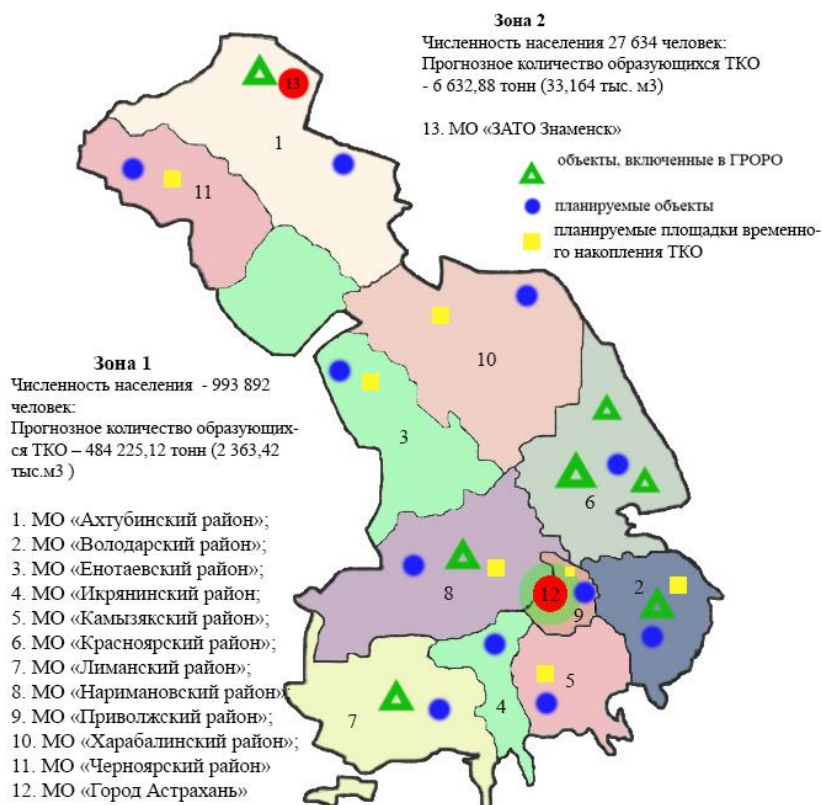 Зона 2
Численность населения 27 634 человек:
Прогнозное количество образующихся ТКО
- 6 632,88 тонн (33,164 тыс. м3)
13. МО «ЗАТО Знаменск»
объекты, включенные в ГРОРО
планируемые объекты
планируемые площадки временно-
го накопления ТКО
13
1
11
10
3
6
8
12
9
2
5
4
7
Зона 1
Численность населения - 993 892
человек:
Прогнозное количество образующих-
ся ТКО – 484 225,12 тонн (2 363,42
тыс.м3 )
1. МО «Ахтубинский район»;
2. МО «Володарский район»;
3. МО «Енотаевский район»;
4. МО «Икрянинский район;
5. МО «Камызякский район»;
6. МО «Красноярский район»;
7. МО «Лиманский район»;
8. МО «Наримановский район»;
9. МО «Приволжский район»;
10. МО «Харабалинский район»;
11. МО «Черноярский район»
12. МО «Город Астрахань»